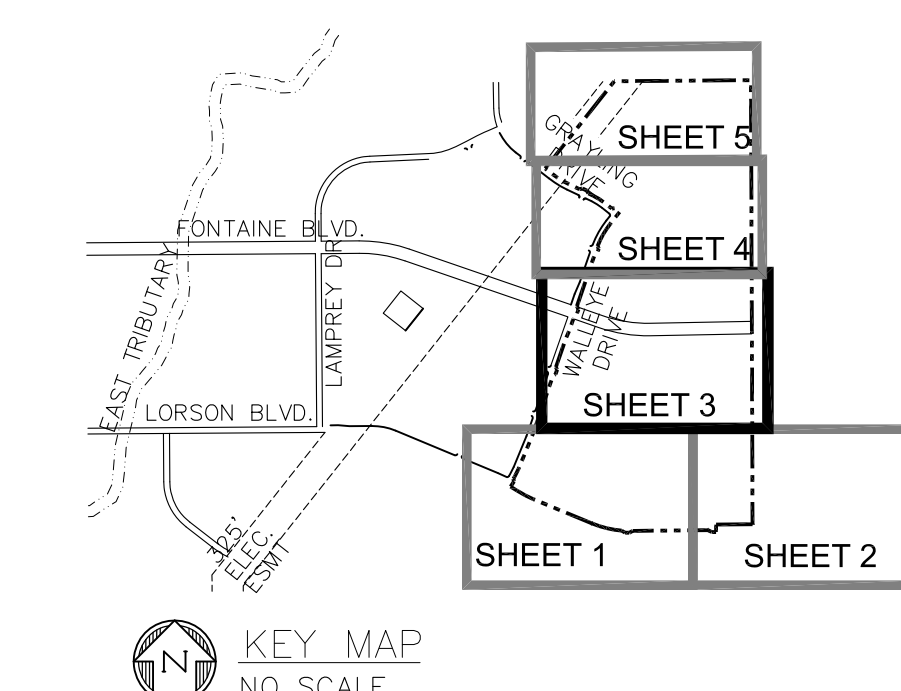 SHEET 5
GRAYLING
DRIVE
FONTAINE BLVD.
SHEET 4
EAST TRIBUTARY
LAMPREY DR
WALLEYE
DRIVE
LORSON BLVD.
SHEET 3
325'
ELEC.
ESMT
SHEET 1
SHEET 2
N
KEY MAP
NO SCALE